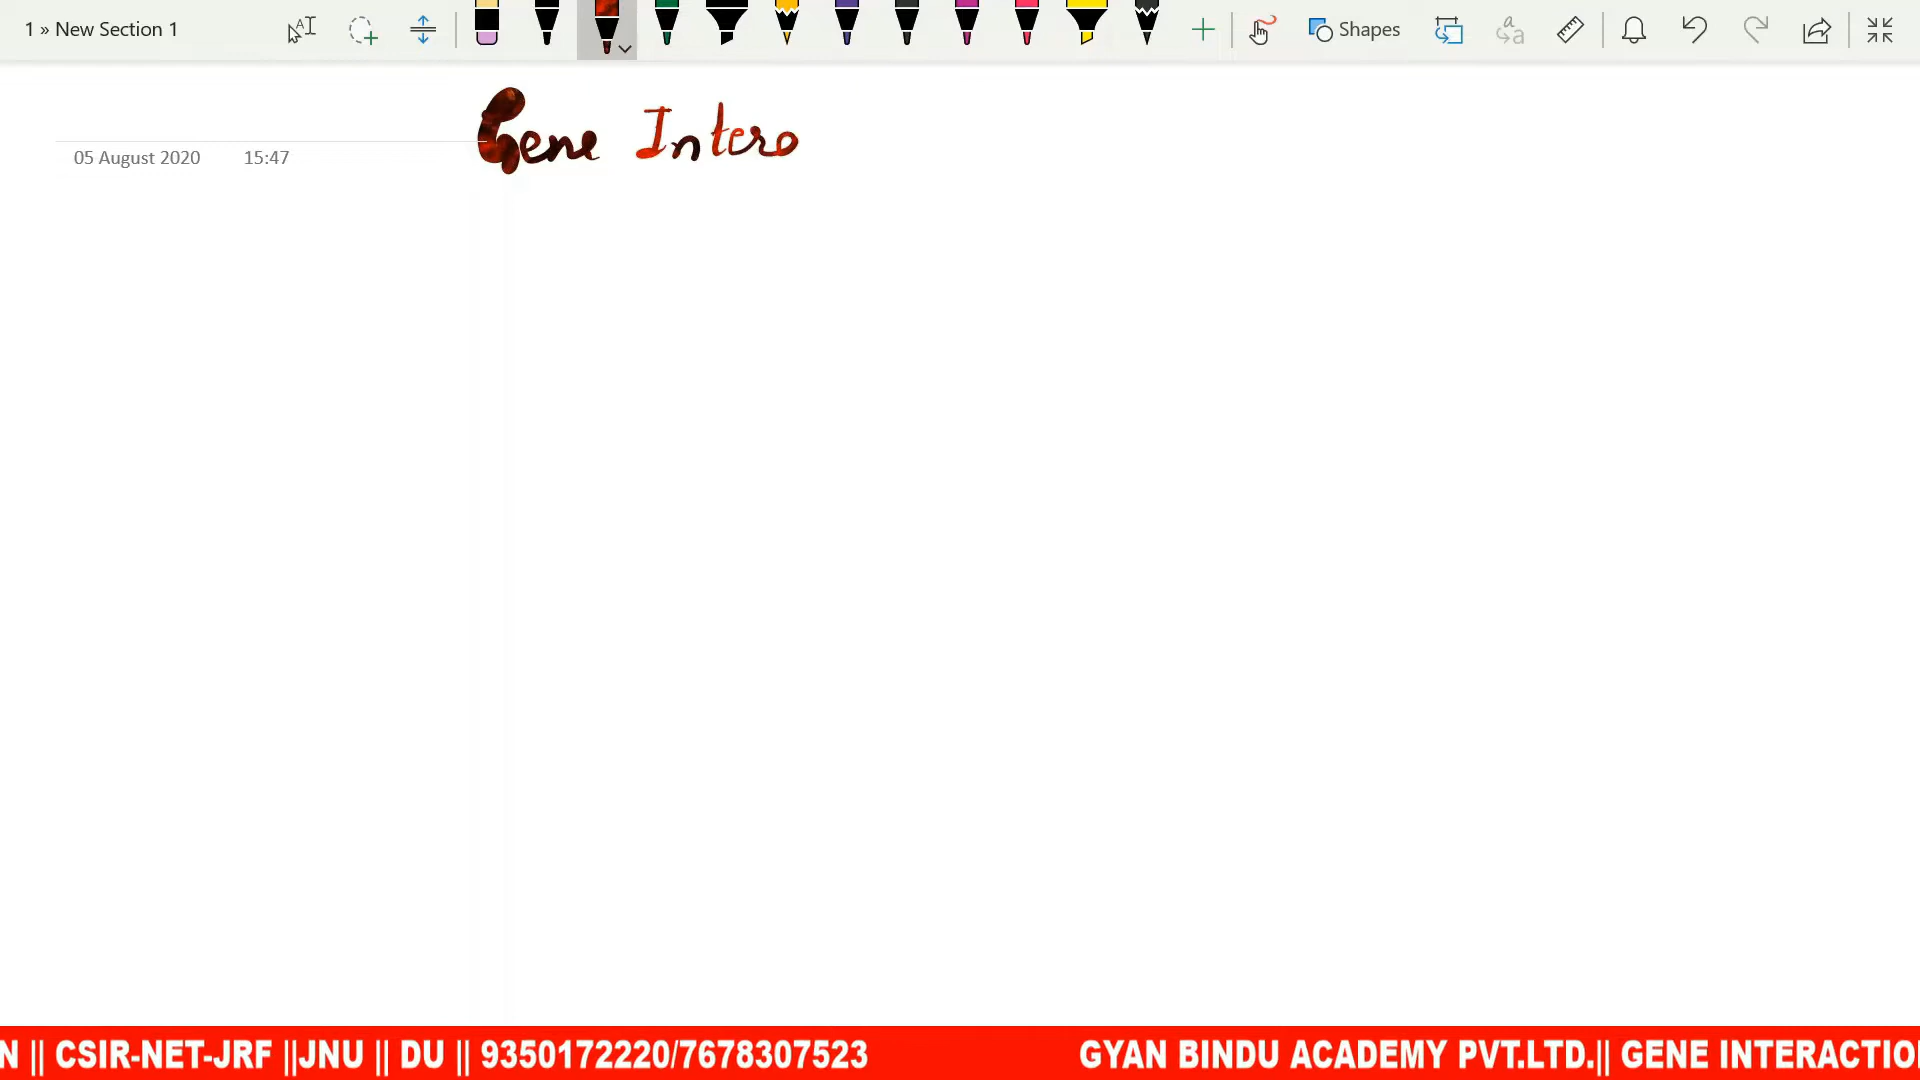 1 » New Section 1
Shapes
Gene Intera
05 August 2020 15:47
N || CSIR-NET-JRF ||JNU || DU || 9350172220/7678307523 GYAN BINDU ACADEMY PVT.LTD.|| GENE INTERACTIO